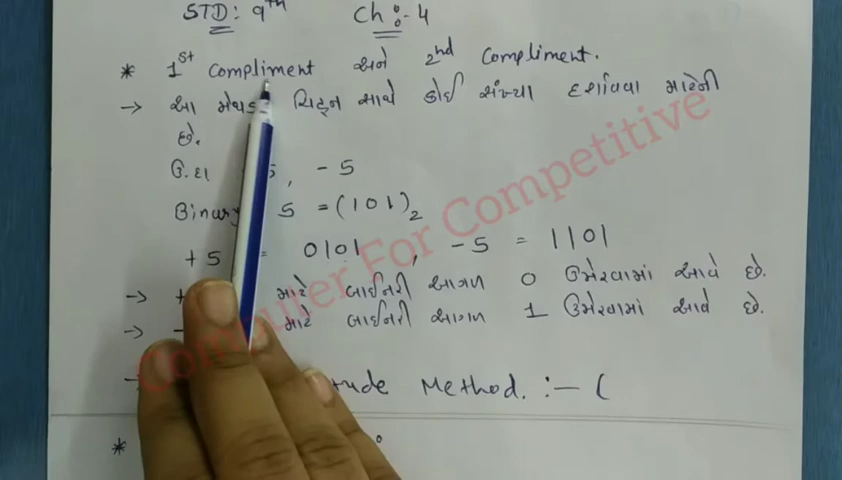 STD: 9th Ch: 4
* 1st Compliment અને 2nd Compliment.
→ આ સાથે કોઈ સંખ્યા દર્શાવવા માટેની
છે.
ઉ.દા 5, - 5
Binary 5 = (101)2
+5 = 0101, -5 = 1101
→ + માટે બાઈનરી આગળ 0 ઉમેરવામાં આવે છે.
→ - માટે બાઈનરી આગળ 1 ઉમેરવામાં આવે છે.
→ Method. :- (
*
Computer For Competitive